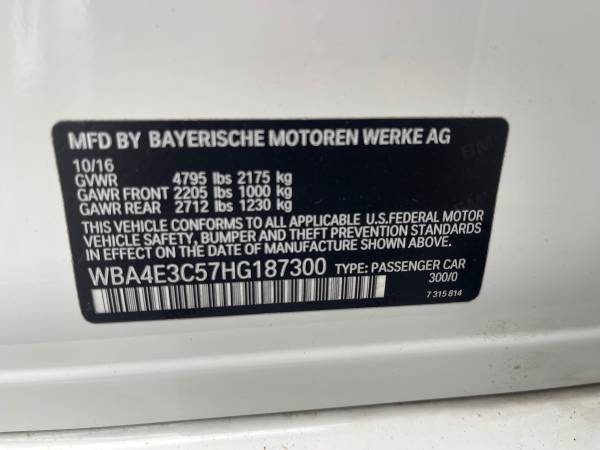 MFD BY BAYERISCHE MOTOREN WERKE AG
10/16
GVWR 4795 lbs 2175 kg
GAWR FRONT 2205 lbs 1000 kg
GAWR REAR 2712 lbs 1230 kg
THIS VEHICLE CONFORMS TO ALL APPLICABLE U.S.FEDERAL MOTOR
VEHICLE SAFETY, BUMPER, AND THEFT PREVENTION STANDARDS
IN EFFECT ON THE DATE OF MANUFACTURE SHOWN ABOVE.
WBA4E3C57HG187300 TYPE: PASSENGER CAR
300/0
7 315 814